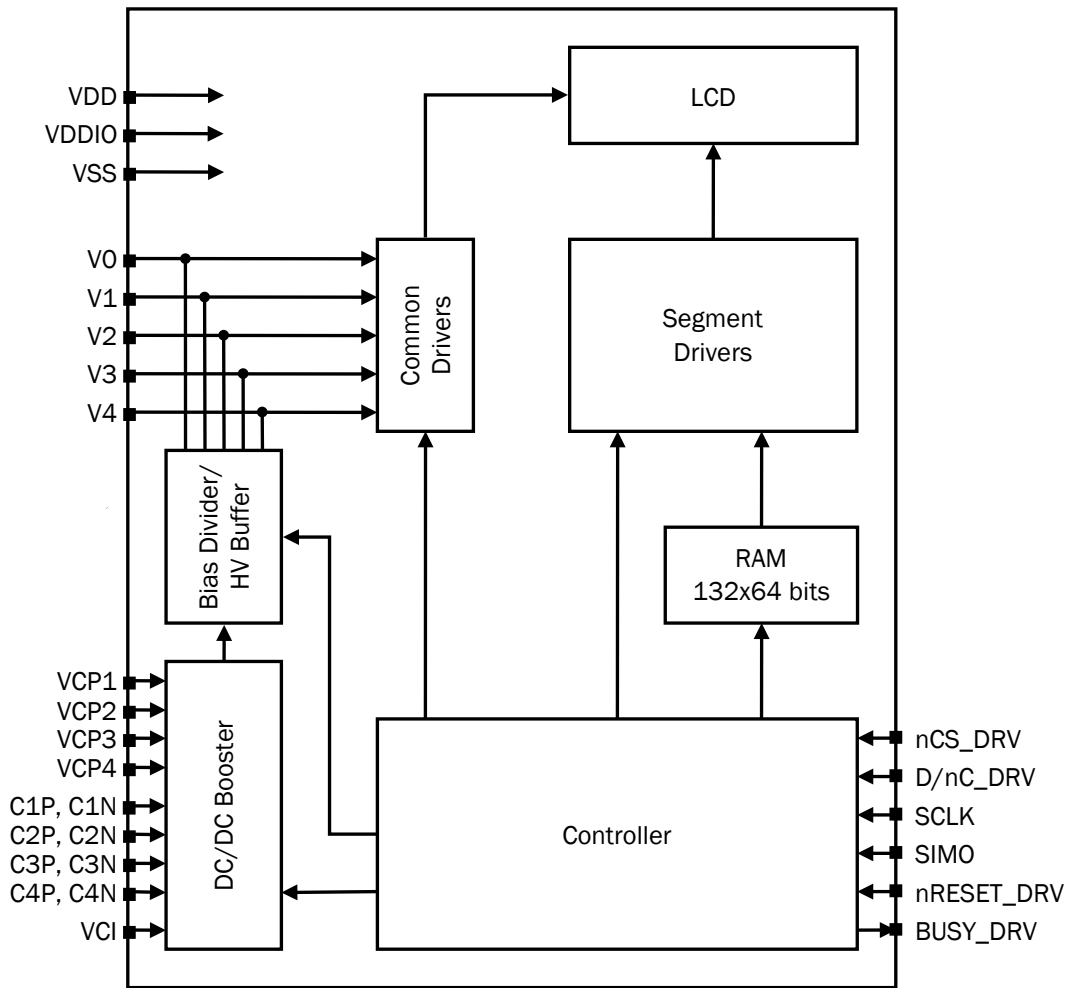 VDD
VDDIO
VSS
LCD
V0
V1
V2
V3
V4
Common
Drivers
Segment
Drivers
Bias Divider/
HV Buffer
RAM
132x64 bits
VCP1
VCP2
VCP3
VCP4
C1P, C1N
C2P, C2N
C3P, C3N
C4P, C4N
VCI
DC/DC Booster
Controller
nCS_DRV
D/nC_DRV
SCLK
SIMO
nRESET_DRV
BUSY_DRV